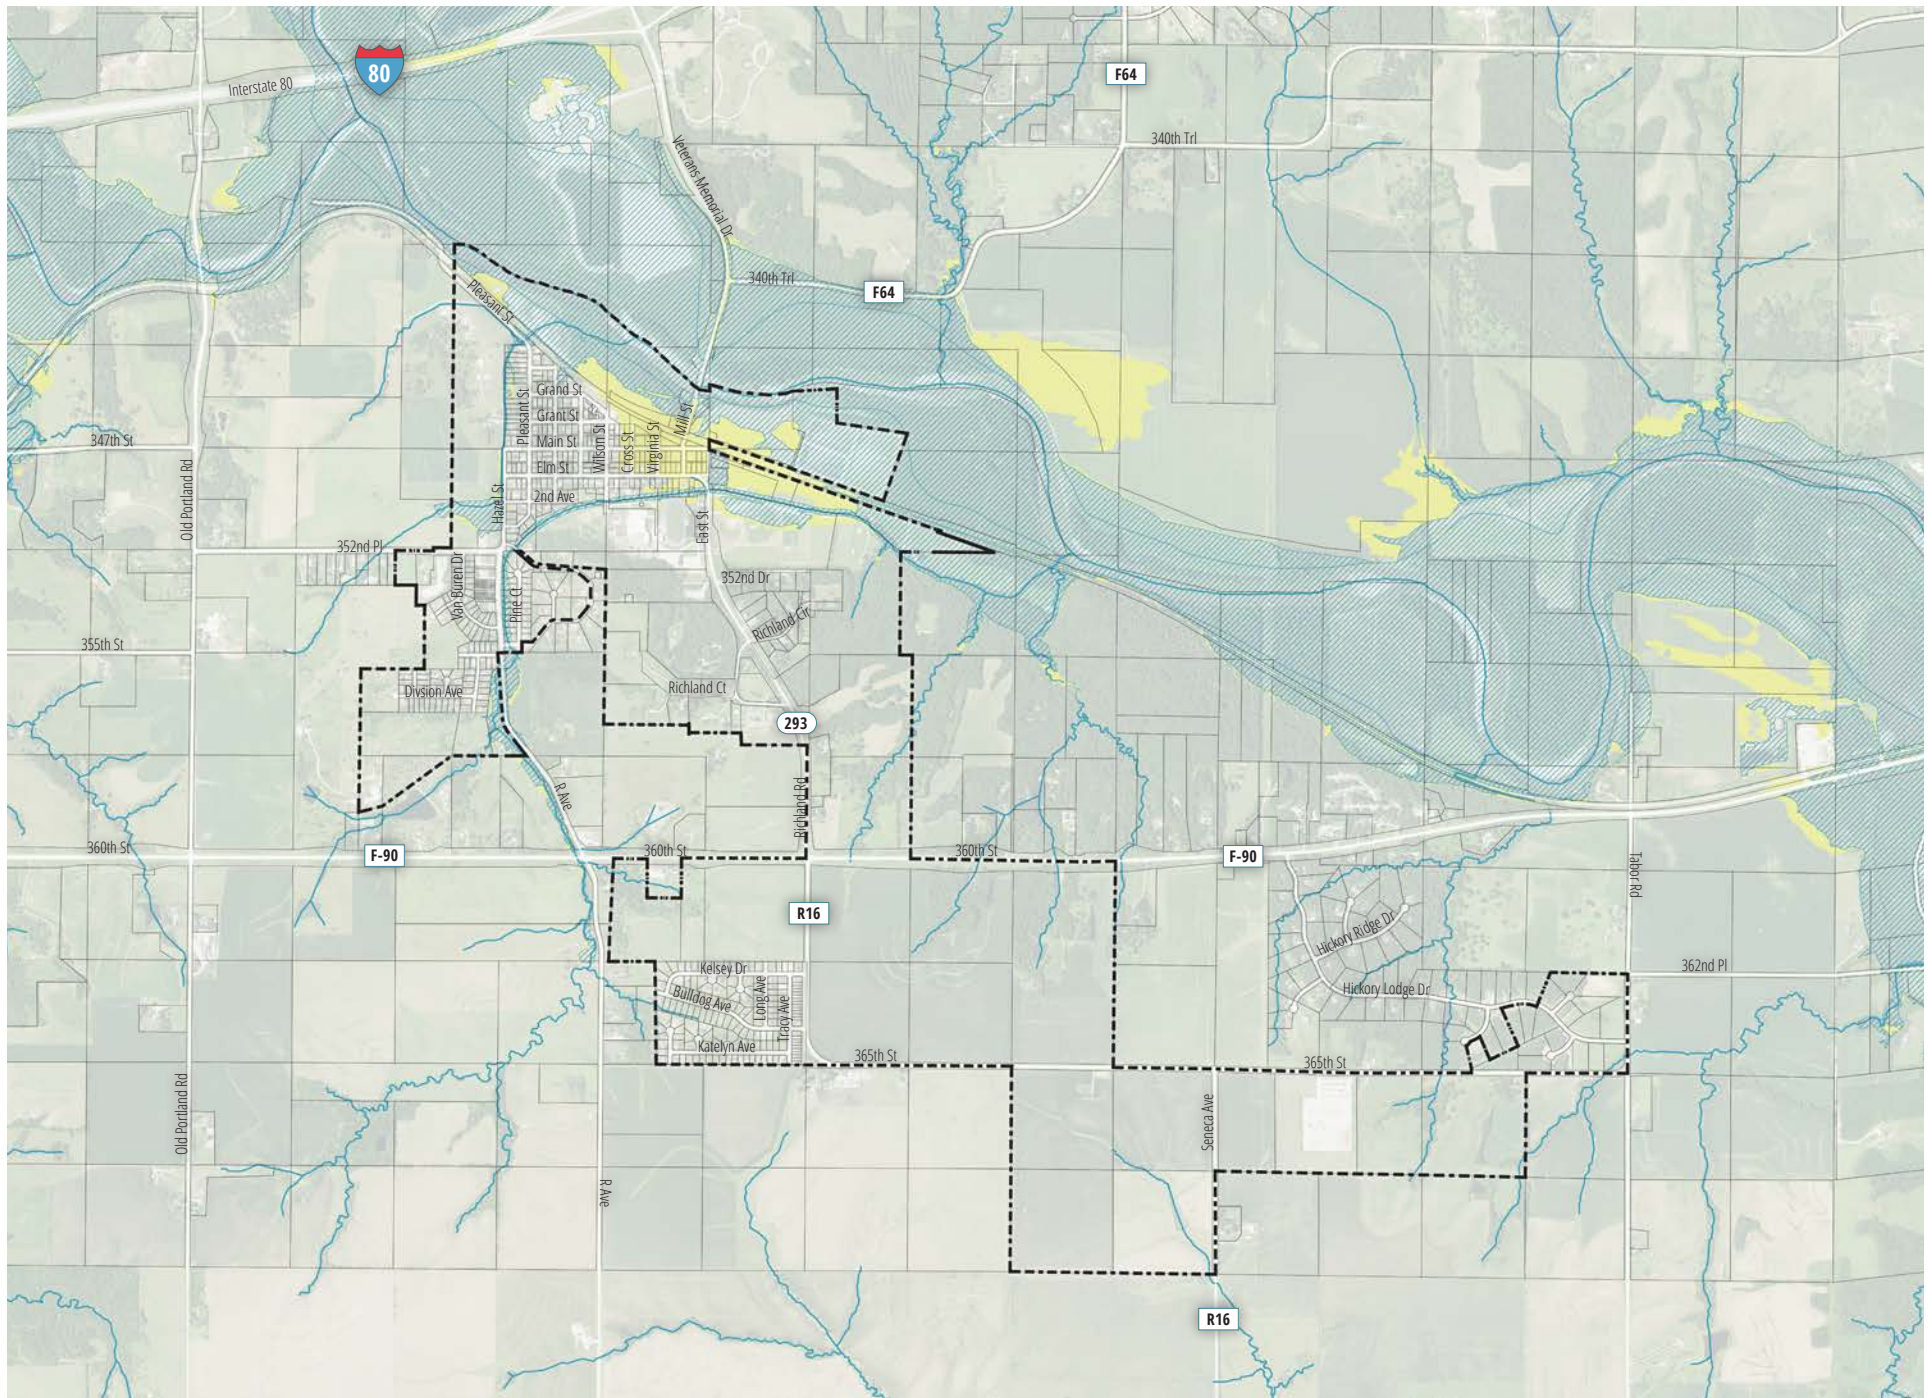 F64
80
Interstate 80
340th Trl
Veterans Memorial Dr
340th Trl
F64
Pleasant St
Grand St
Pleasant St
Grant St
Mill St
Main St
Wilson St
Cross St
Virginia St
347th St
Elm St
Old Portland Rd
Hazel St
2nd Ave
East St
352nd Pl
Van Buren Dr
Pine Ct
352nd Dr
Richland Cir
355th St
Divsion Ave
Richland Ct
293
R Ave
Richland Rd
360th St
F-90
360th St
360th St
F-90
Tabor Rd
R16
Hickory Ridge Dr
Kelsey Dr
362nd Pl
Bulldog Ave
Long Ave
Tracy Ave
Hickory Lodge Dr
Katelyn Ave
365th St
365th St
Old Portland Rd
Seneca Ave
R Ave
R16